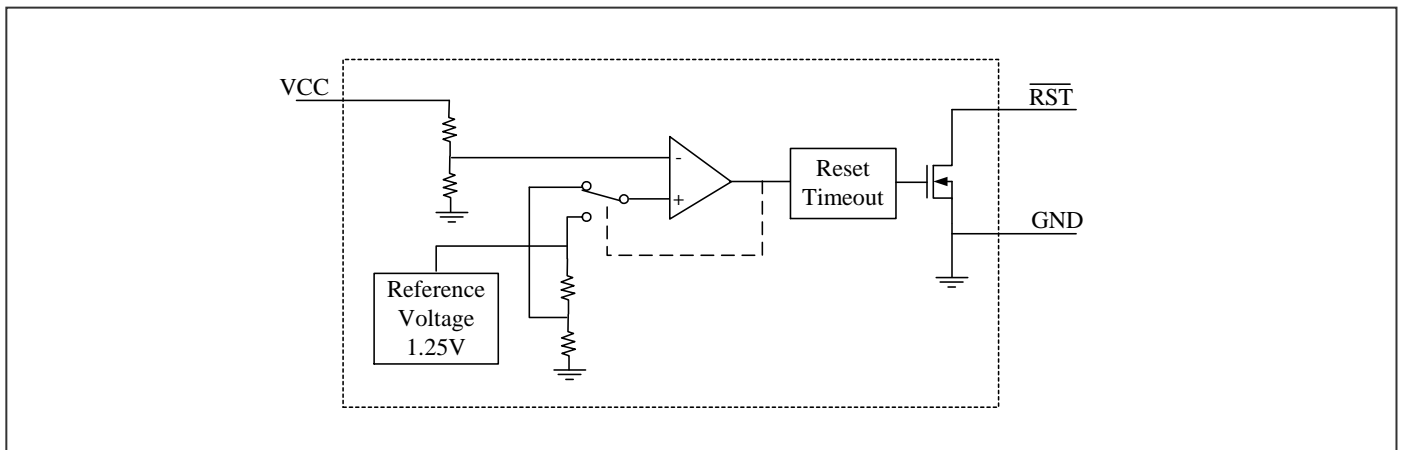 VCC
RST
-
+
Reset
Timeout
GND
Reference
Voltage
1.25V